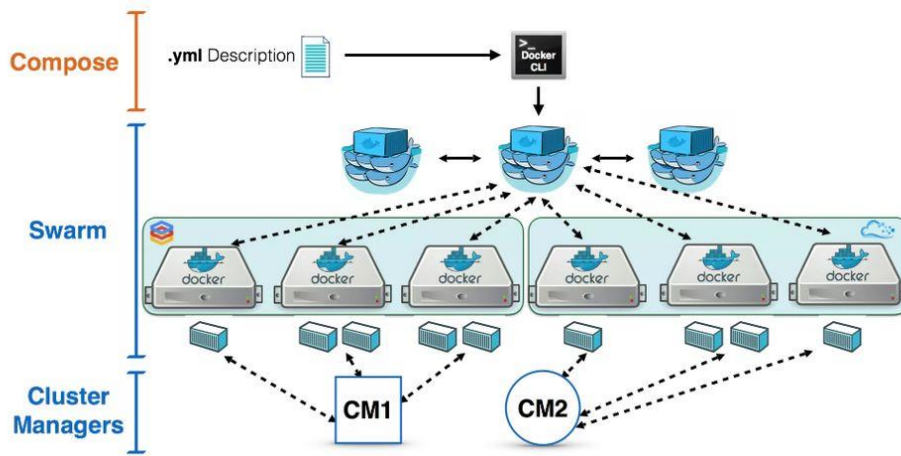 Compose
.yml Description
>_
Docker
CLI
Swarm
docker
docker
docker
docker
docker
docker
Cluster
Managers
CM1
CM2